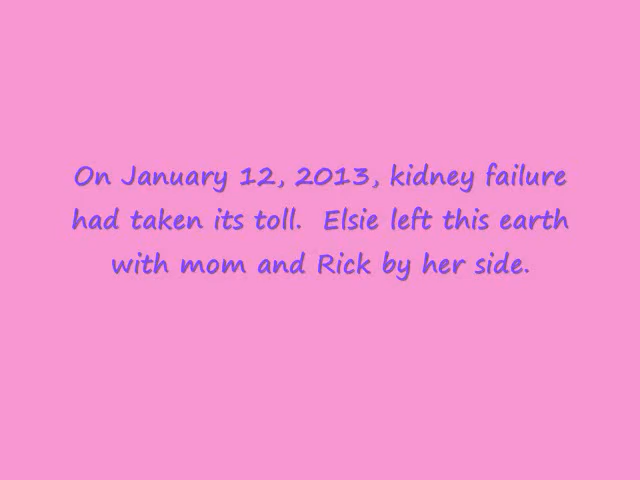 On January 12, 2013, kidney failure
had taken its toll.  Elsie left this earth
with mom and Rick by her side.